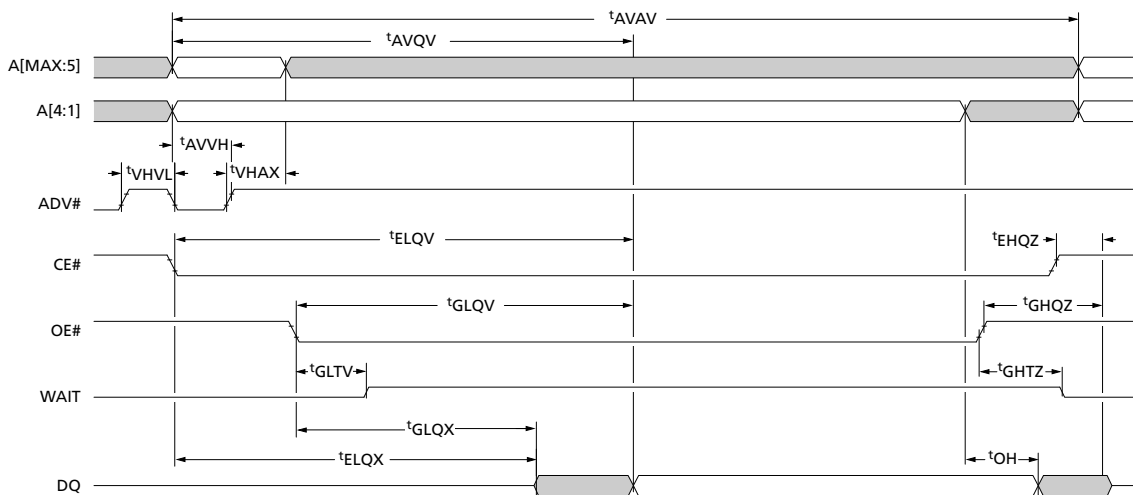 tAVAV
tAVQV
A[MAX:5]
A[4:1]
tAVVH
tVHVL
tVHAX
ADV#
tELQV
tEHQZ
CE#
tGLQV
tGHQZ
OE#
tGLTV
tGHTZ
WAIT
tGLQX
tELQX
tOH
DQ